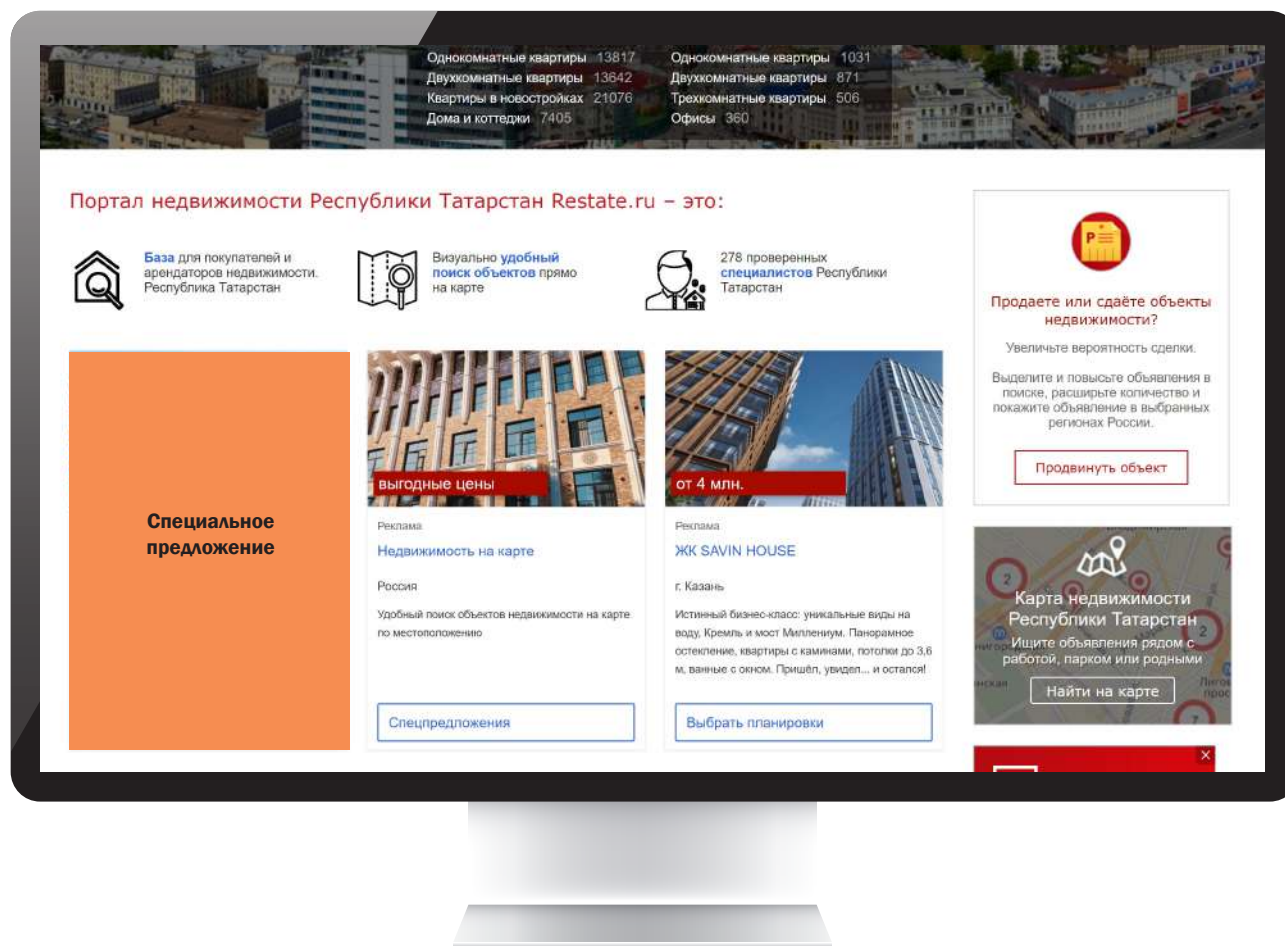 Однокомнатные квартиры 13817
Двухкомнатные квартиры 13642
Квартиры в новостройках 21076
Дома и коттеджи 7405
Однокомнатные квартиры 1031
Двухкомнатные квартиры 871
Трехкомнатные квартиры 506
Офисы 360
Портал недвижимости Республики Татарстан Restate.ru – это:
База для покупателей и
арендаторов недвижимости.
Республика Татарстан
Визуально удобный
поиск объектов прямо
на карте
278 проверенных
специалистов Республики
Татарстан
Специальное
предложение
выгодные цены
Реклама
Недвижимость на карте
Россия
Удобный поиск объектов недвижимости на карте
по местоположению
Спецпредложения
от 4 млн.
Реклама
ЖК SAVIN HOUSE
г. Казань
Истинный бизнес-класс: уникальные виды на
воду, Кремль и мост Миллениум. Панорамное
остекление, квартиры с каминами, потолки до 3,6
м, ванные с окном. Пришёл, увидел... и остался!
Выбрать планировки
P
Продаете или сдаёте объекты
недвижимости?
Увеличьте вероятность сделки.
Выделите и повысьте объявления в
поиске, расширьте количество и
покажите объявление в выбранных
регионах России.
Продвинуть объект
2
Карта недвижимости
Республики Татарстан
2
Ищите объявления рядом с
работой, парком или родными
Найти на карте
7